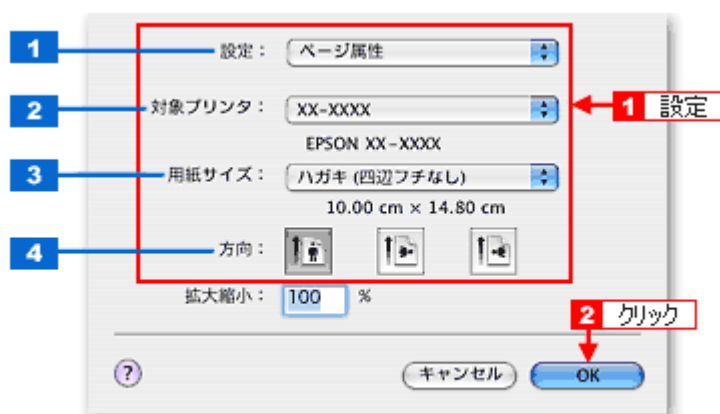 1 設定： ページ属性
2 対象プリンタ： XX-XXXX 1 設定
EPSON XX-XXXX
3 用紙サイズ： ハガキ (四辺フチなし)
10.00 cm × 14.80 cm
4 方向：
拡大縮小： 100 %
2 クリック
? キャンセル OK